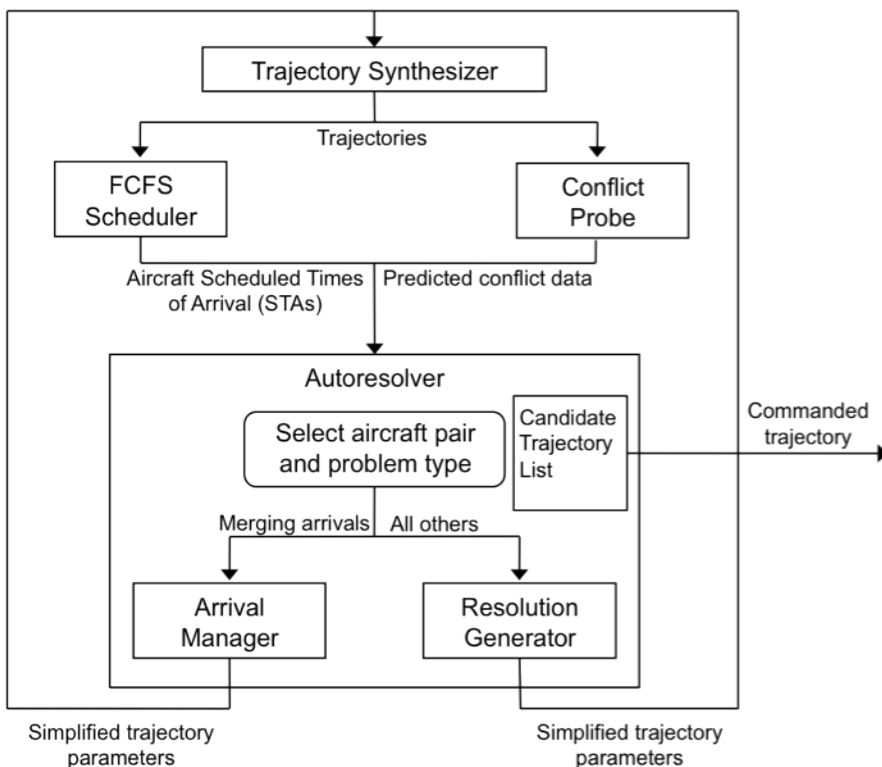 Trajectory Synthesizer
Trajectories
FCFS
Scheduler
Conflict
Probe
Aircraft Scheduled Times
of Arrival (STAs)
Predicted conflict data
Autoresolver
Select aircraft pair
and problem type
Candidate
Trajectory
List
Commanded
trajectory
Merging arrivals
All others
Arrival
Manager
Resolution
Generator
Simplified trajectory
parameters
Simplified trajectory
parameters